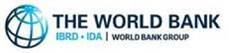 THE WORLD BANK
IBRD • IDA | WORLD BANK GROUP